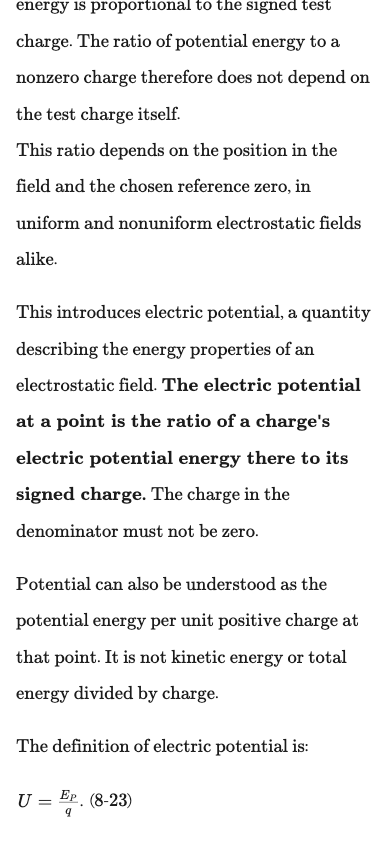 energy is proportional to the signed test
charge. The ratio of potential energy to a
nonzero charge therefore does not depend on
the test charge itself.
This ratio depends on the position in the
field and the chosen reference zero, in
uniform and nonuniform electrostatic fields
alike.
This introduces electric potential, a quantity
describing the energy properties of an
electrostatic field. The electric potential
at a point is the ratio of a charge's
electric potential energy there to its
signed charge. The charge in the
denominator must not be zero.
Potential can also be understood as the
potential energy per unit positive charge at
that point. It is not kinetic energy or total
energy divided by charge.
The definition of electric potential is:
U = E_P/q. (8-23)